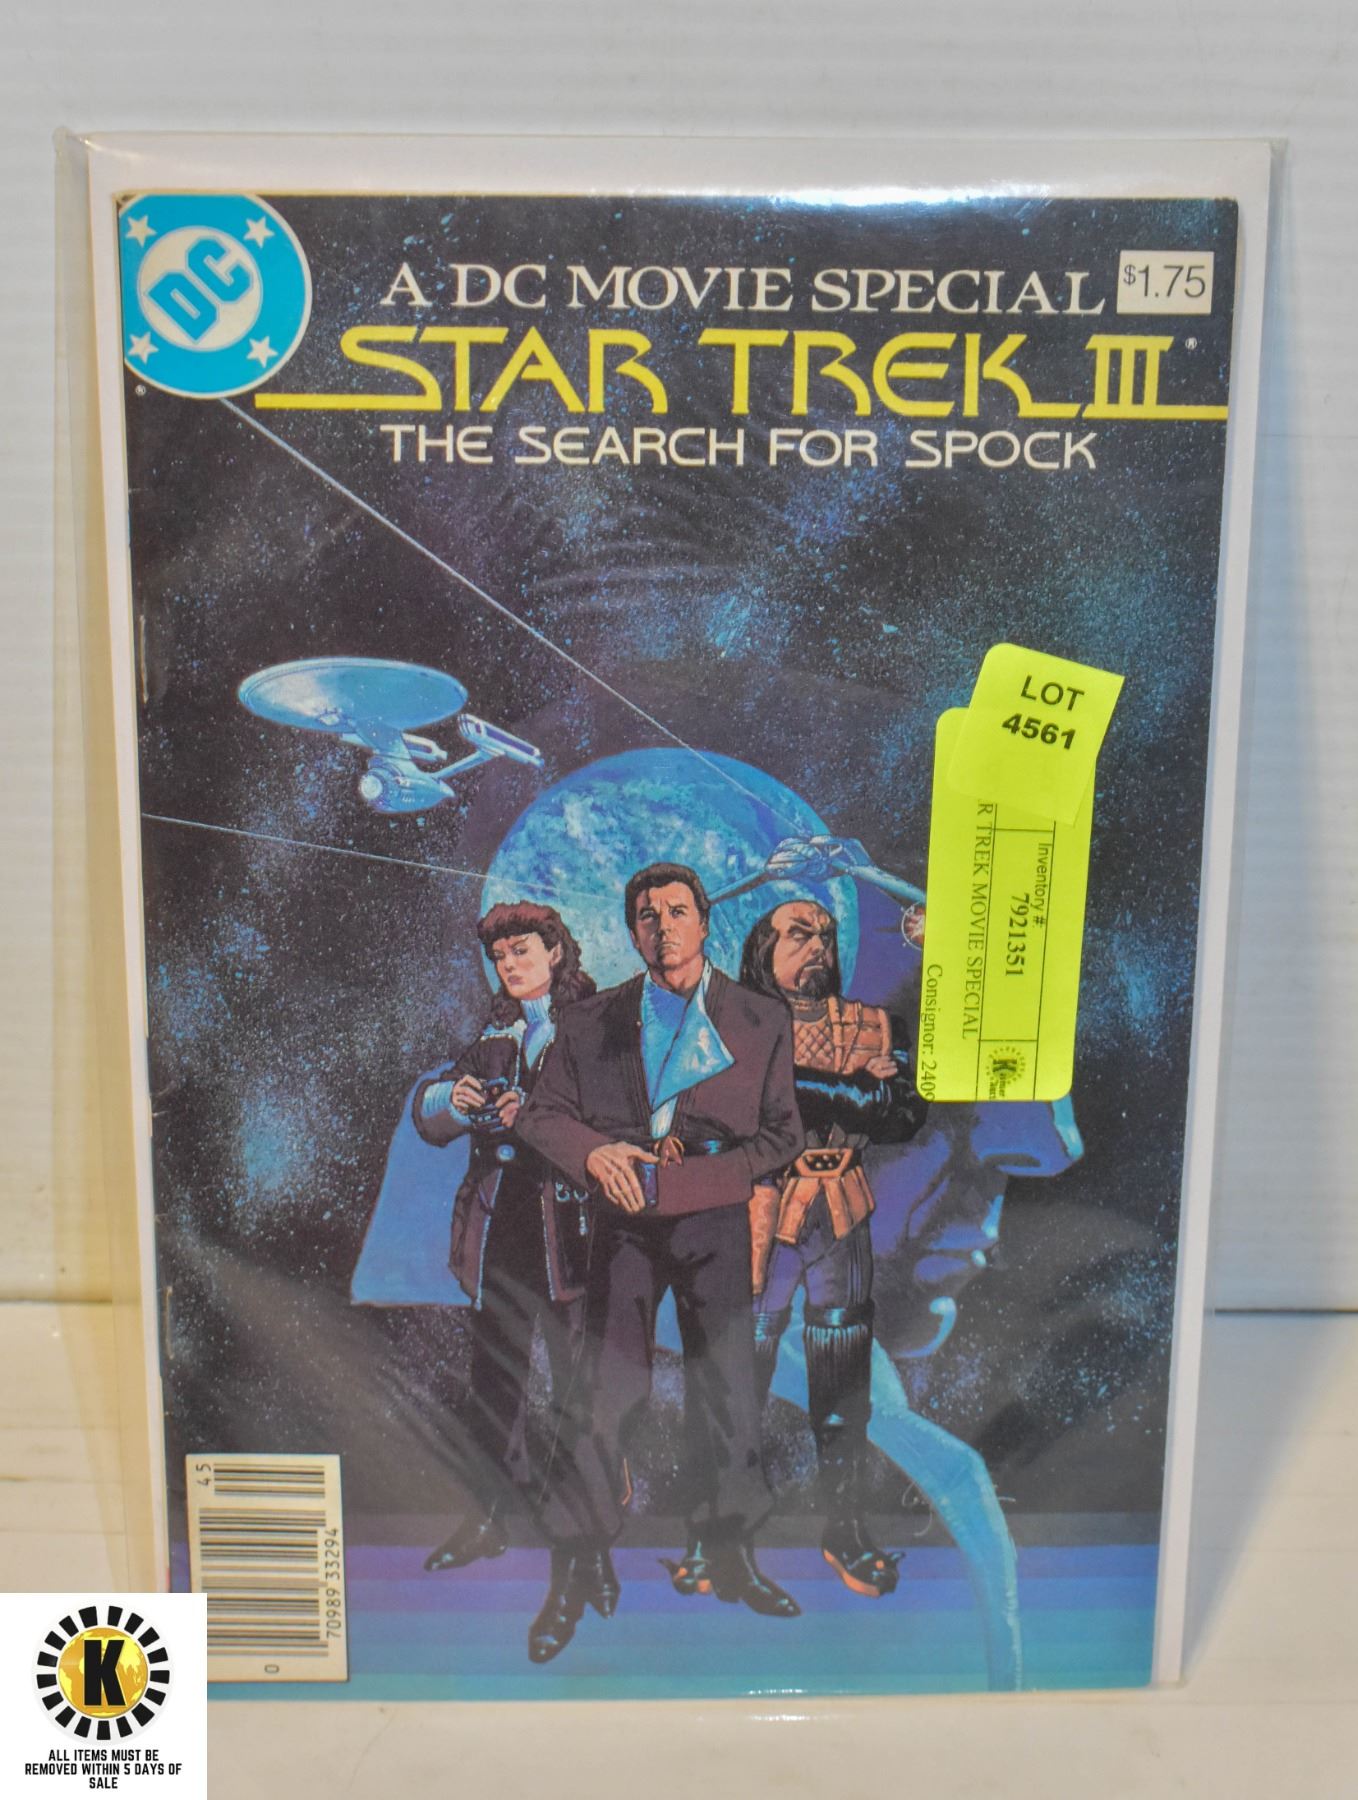 DC
A DC MOVIE SPECIAL
$1.75
STAR TREK III
®
THE SEARCH FOR SPOCK
®
LOT
4561
Inventory #:
7921351
R TREK MOVIE SPECIAL
Consignor: 2409
45
70989 33294
0
K
ALL ITEMS MUST BE
REMOVED WITHIN 5 DAYS OF
SALE